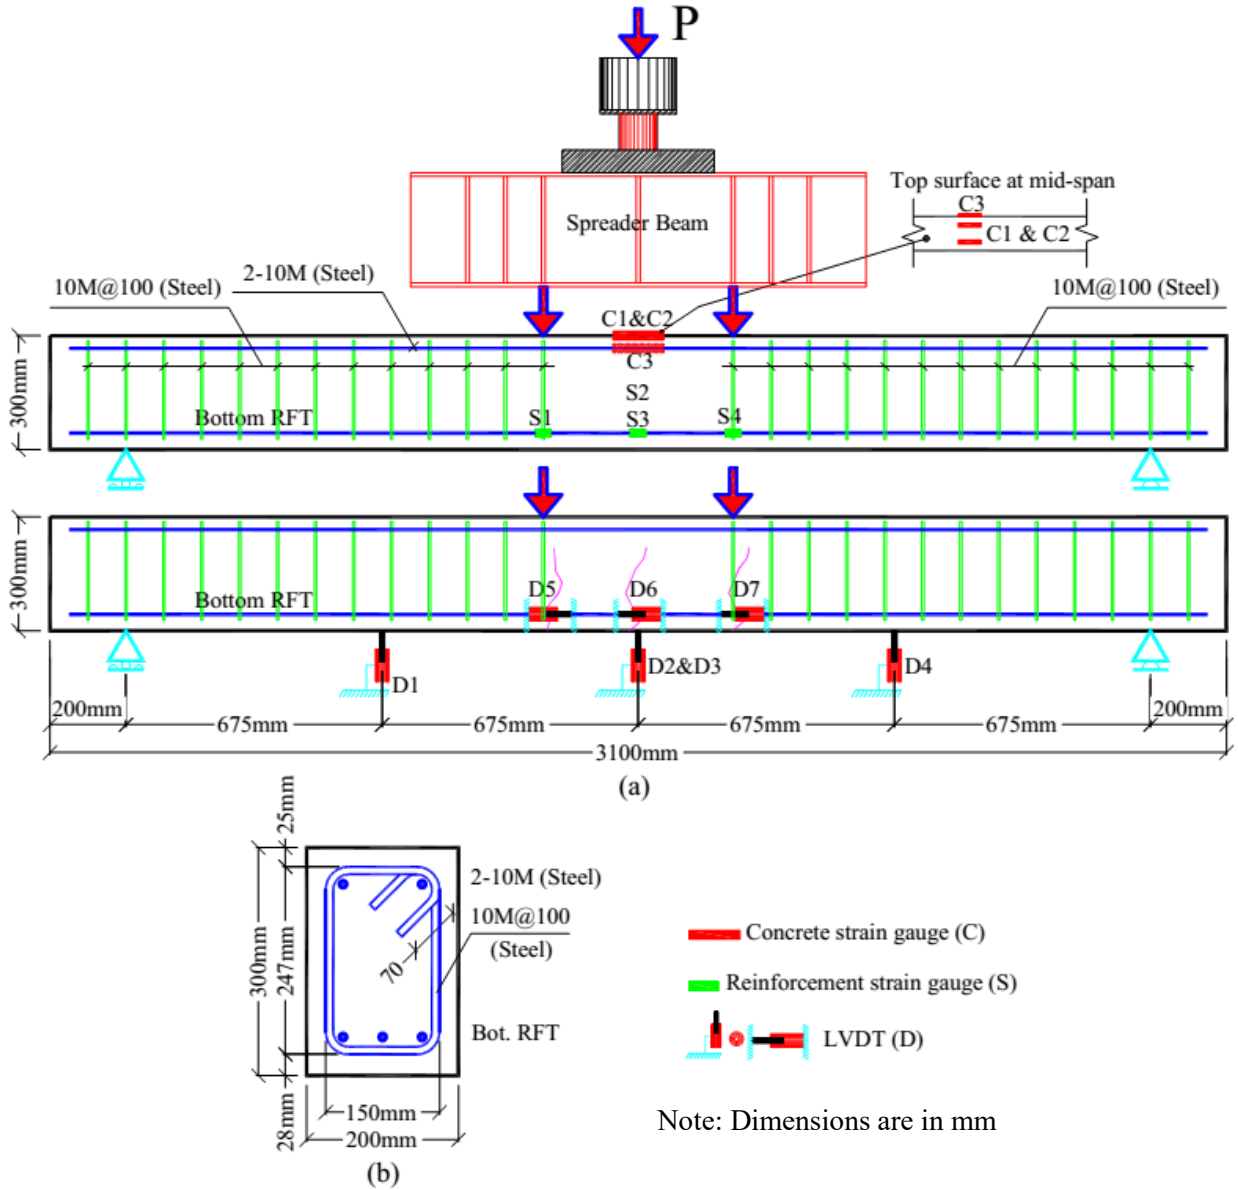 P
Top surface at mid-span
C3
C1 & C2
Spreader Beam
10M@100 (Steel)
2-10M (Steel)
10M@100 (Steel)
C1&C2
C3
S2
S3
S1
S4
Bottom RFT
300mm
D5
D6
D7
Bottom RFT
300mm
D1
D2&D3
D4
200mm
675mm
675mm
675mm
675mm
200mm
3100mm
(a)
25mm
300mm
247mm
28mm
2-10M (Steel)
10M@100
(Steel)
70
Bot. RFT
150mm
200mm
(b)
Concrete strain gauge (C)
Reinforcement strain gauge (S)
LVDT (D)
Note: Dimensions are in mm